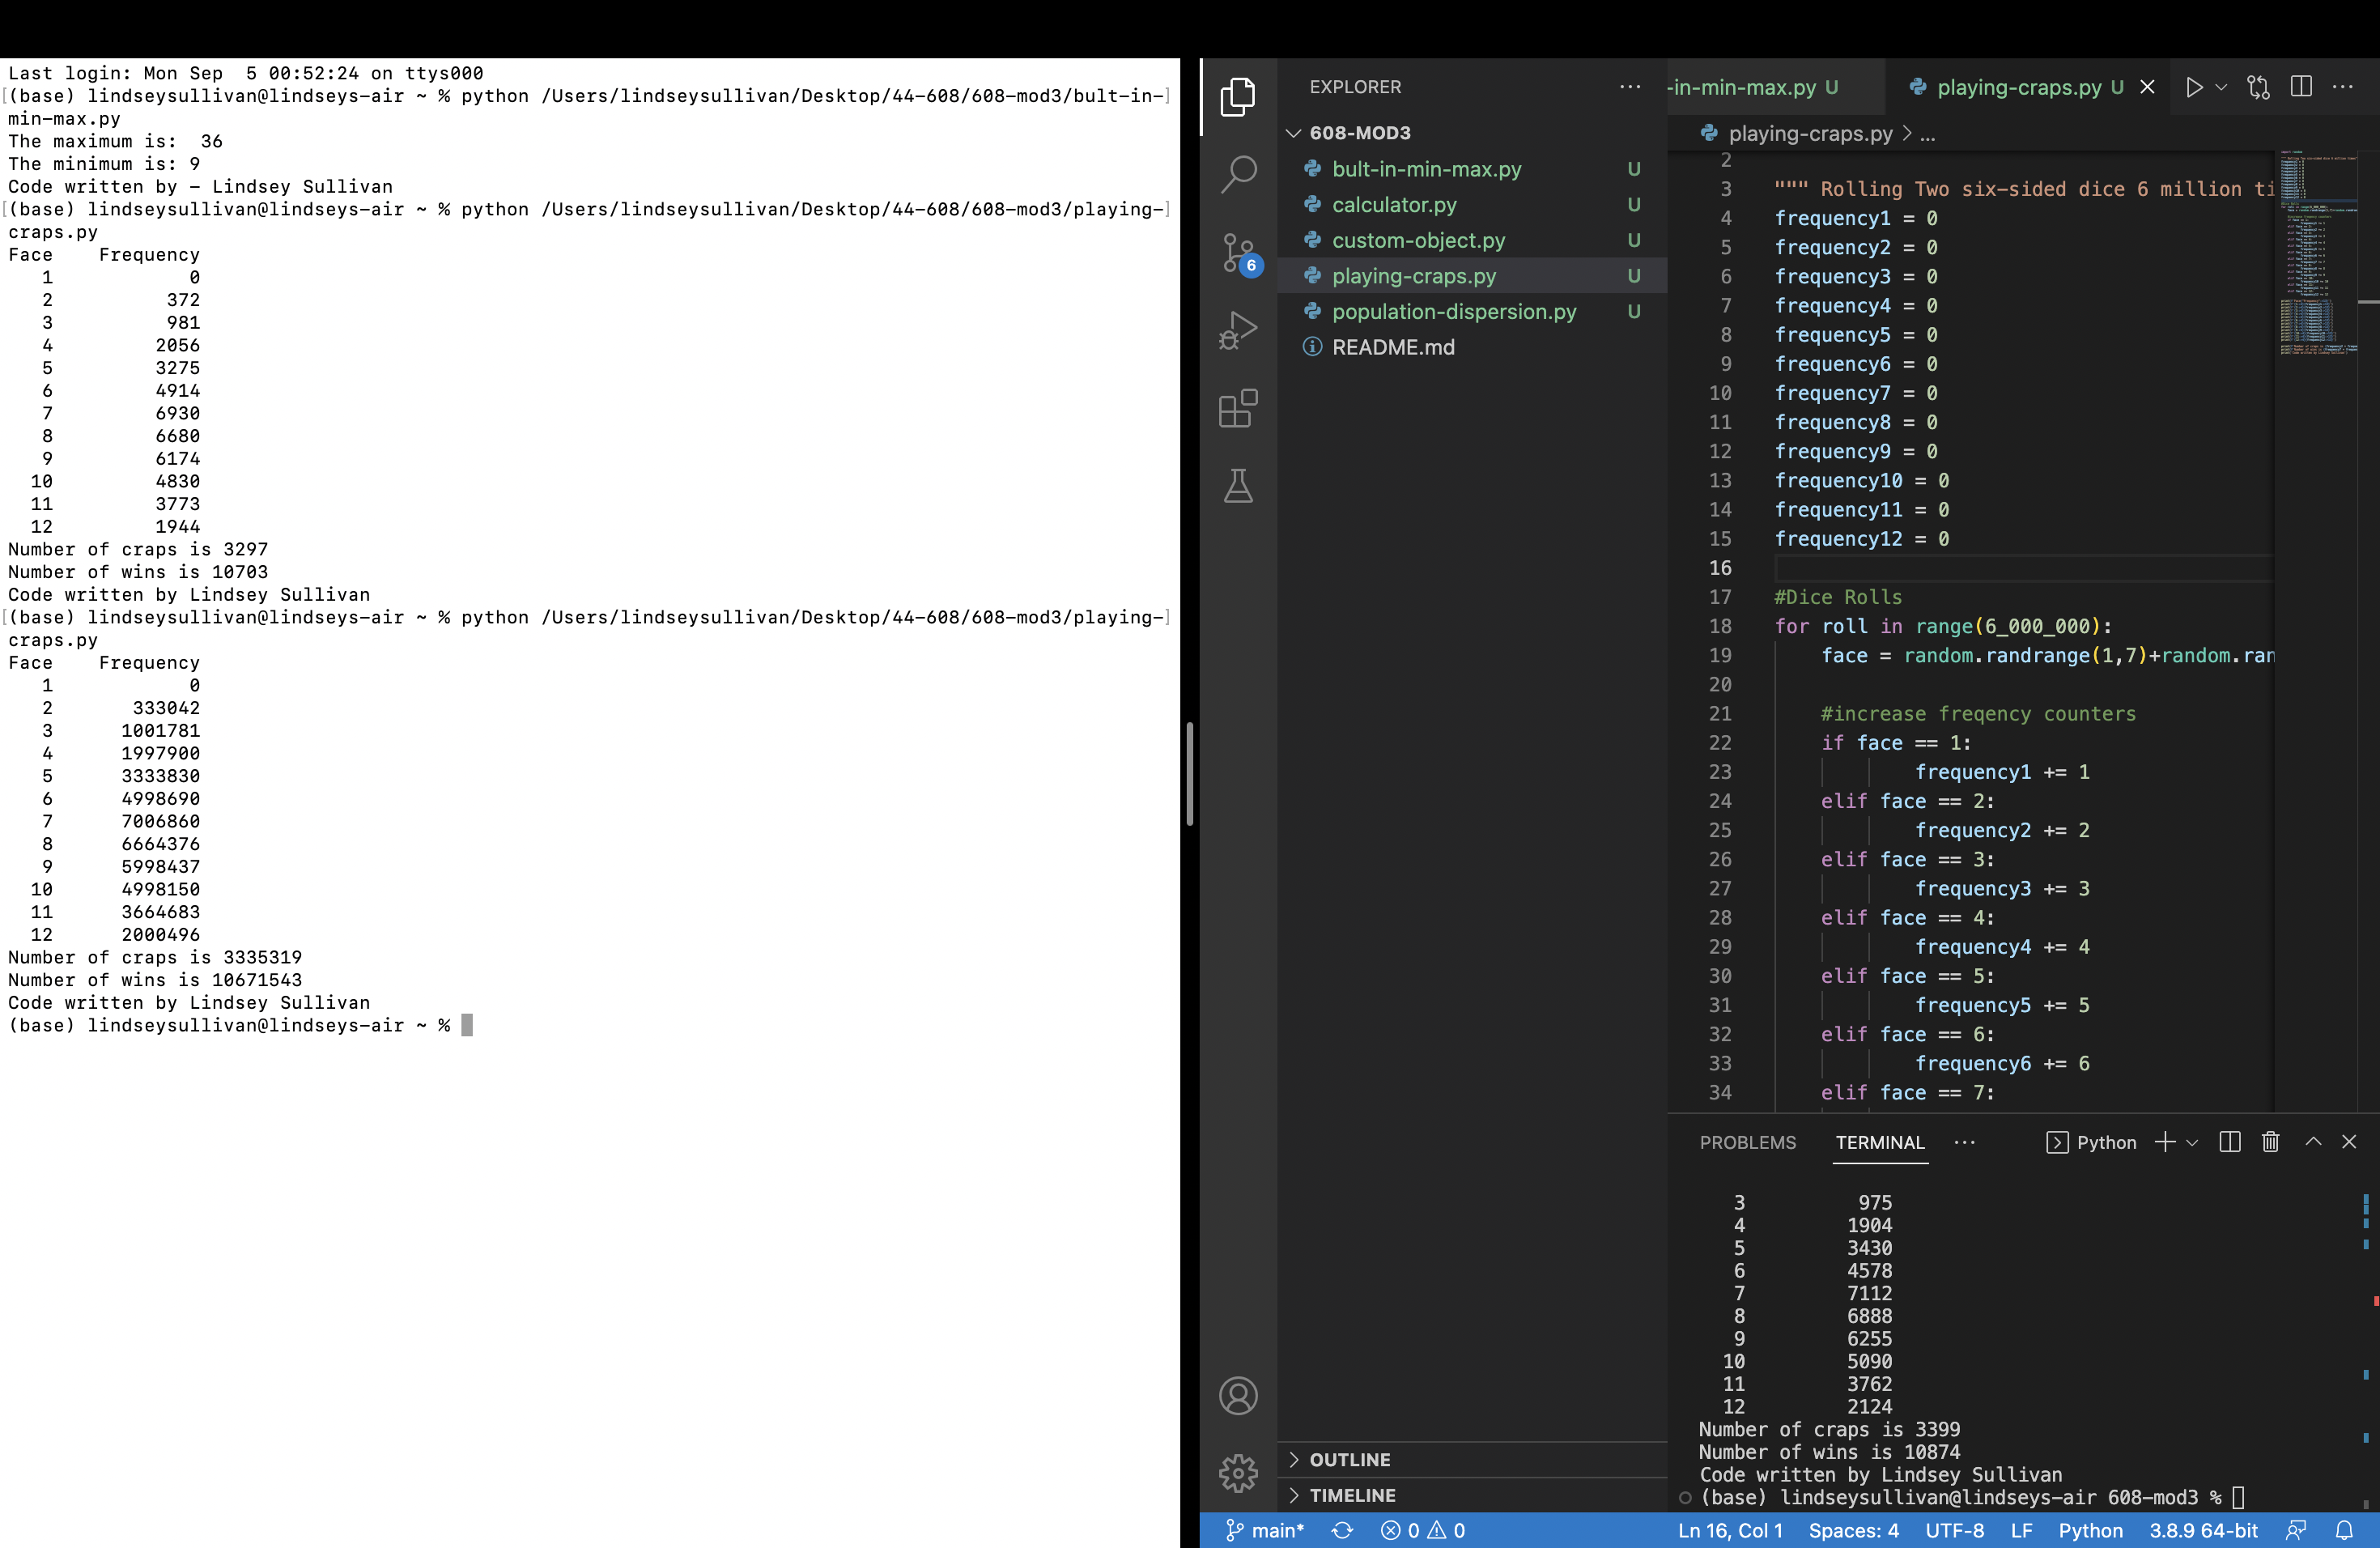 Last login: Mon Sep  5 00:52:24 on ttys000
[(base) lindseysullivan@lindseys-air ~ % python /Users/lindseysullivan/Desktop/44-608/608-mod3/bult-in-]
min-max.py
The maximum is:  36
The minimum is: 9
Code written by - Lindsey Sullivan
[(base) lindseysullivan@lindseys-air ~ % python /Users/lindseysullivan/Desktop/44-608/608-mod3/playing-]
craps.py
Face    Frequency
1 0
2 372
3 981
4 2056
5 3275
6 4914
7 6930
8 6680
9 6174
10 4830
11 3773
12 1944
Number of craps is 3297
Number of wins is 10703
Code written by Lindsey Sullivan
[(base) lindseysullivan@lindseys-air ~ % python /Users/lindseysullivan/Desktop/44-608/608-mod3/playing-]
craps.py
Face    Frequency
1 0
2 333042
3 1001781
4 1997900
5 3333830
6 4998690
7 7006860
8 6664376
9 5998437
10 4998150
11 3664683
12 2000496
Number of craps is 3335319
Number of wins is 10671543
Code written by Lindsey Sullivan
(base) lindseysullivan@lindseys-air ~ %
6
EXPLORER ...
608-MOD3
bult-in-min-max.py U
calculator.py U
custom-object.py U
playing-craps.py U
population-dispersion.py U
README.md
OUTLINE
TIMELINE
-in-min-max.py U playing-craps.py U
playing-craps.py > ...
2
3 """ Rolling Two six-sided dice 6 million ti
4 frequency1 = 0
5 frequency2 = 0
6 frequency3 = 0
7 frequency4 = 0
8 frequency5 = 0
9 frequency6 = 0
10 frequency7 = 0
11 frequency8 = 0
12 frequency9 = 0
13 frequency10 = 0
14 frequency11 = 0
15 frequency12 = 0
16
17 #Dice Rolls
18 for roll in range(6_000_000):
19 face = random.randrange(1,7)+random.ran
20
21 #increase freqency counters
22 if face == 1:
23 frequency1 += 1
24 elif face == 2:
25 frequency2 += 2
26 elif face == 3:
27 frequency3 += 3
28 elif face == 4:
29 frequency4 += 4
30 elif face == 5:
31 frequency5 += 5
32 elif face == 6:
33 frequency6 += 6
34 elif face == 7:
PROBLEMS TERMINAL ... Python
3 975
4 1904
5 3430
6 4578
7 7112
8 6888
9 6255
10 5090
11 3762
12 2124
Number of craps is 3399
Number of wins is 10874
Code written by Lindsey Sullivan
(base) lindseysullivan@lindseys-air 608-mod3 %
main* 0 0 Ln 16, Col 1 Spaces: 4 UTF-8 LF Python 3.8.9 64-bit